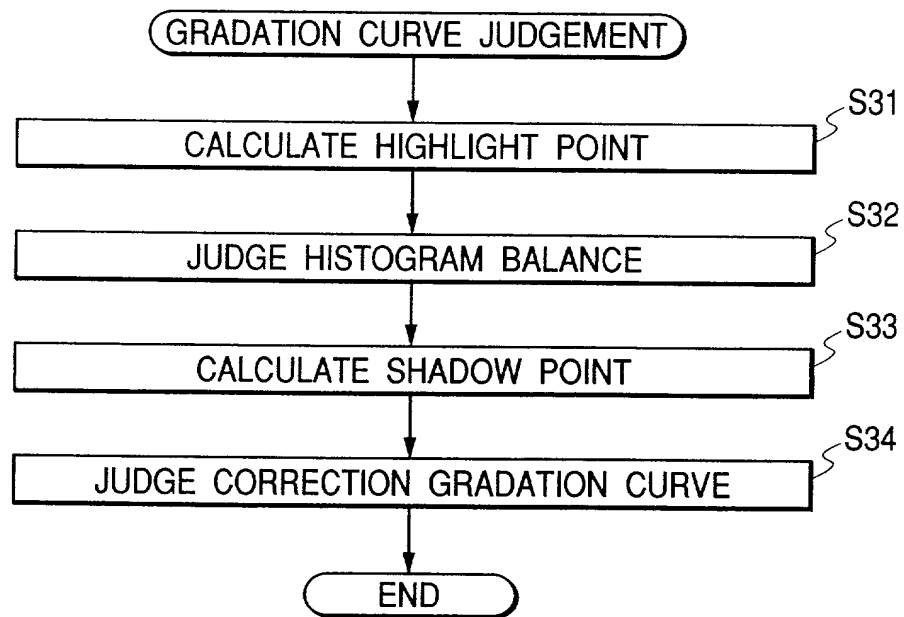 GRADATION CURVE JUDGEMENT
S31
CALCULATE HIGHLIGHT POINT
S32
JUDGE HISTOGRAM BALANCE
S33
CALCULATE SHADOW POINT
S34
JUDGE CORRECTION GRADATION CURVE
END